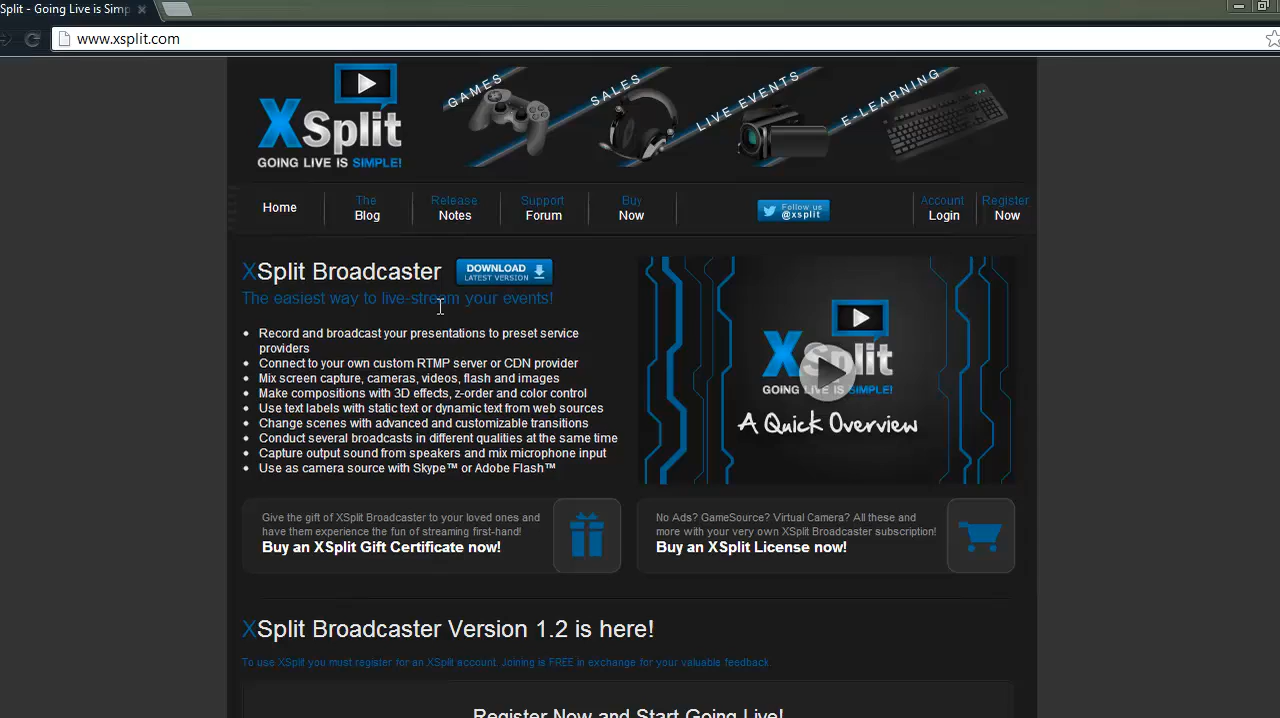 Split - Going Live is Simp
www.xsplit.com
XSplit
GOING LIVE IS SIMPLE!
GAMES
SALES
LIVE EVENTS
E-LEARNING
Home
The
Blog
Release
Notes
Support
Forum
Buy
Now
Follow us
@xsplit
Account
Login
Register
Now
XSplit Broadcaster
DOWNLOAD
LATEST VERSION
The easiest way to live-stream your events!
Record and broadcast your presentations to preset service
providers
Connect to your own custom RTMP server or CDN provider
Mix screen capture, cameras, videos, flash and images
Make compositions with 3D effects, z-order and color control
Use text labels with static text or dynamic text from web sources
Change scenes with advanced and customizable transitions
Conduct several broadcasts in different qualities at the same time
Capture output sound from speakers and mix microphone input
Use as camera source with Skype™ or Adobe Flash™
XSplit
GOING LIVE IS SIMPLE!
A Quick Overview
Give the gift of XSplit Broadcaster to your loved ones and
have them experience the fun of streaming first-hand!
Buy an XSplit Gift Certificate now!
No Ads? GameSource? Virtual Camera? All these and
more with your very own XSplit Broadcaster subscription!
Buy an XSplit License now!
XSplit Broadcaster Version 1.2 is here!
To use XSplit you must register for an XSplit account. Joining is FREE in exchange for your valuable feedback.
Register Now and Start Going Live!